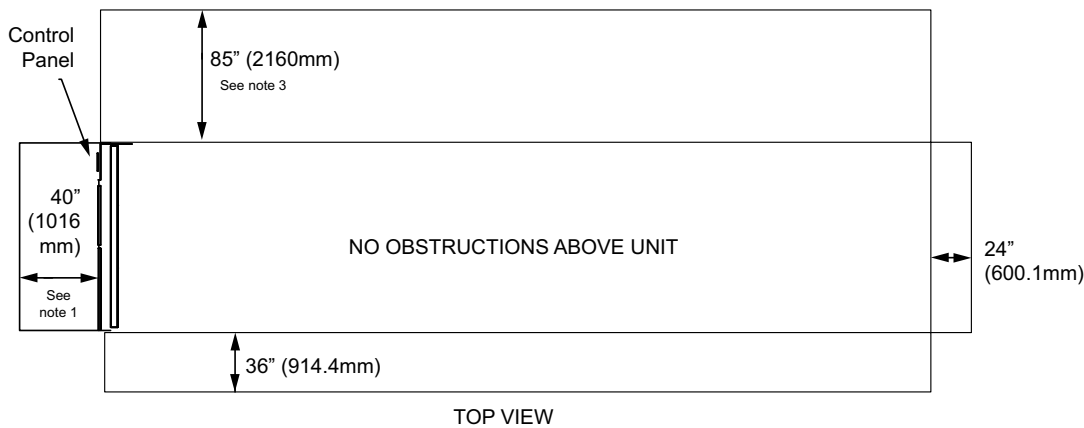 Control
Panel
85” (2160mm)
See note 3
40”
(1016
mm)
See
note 1
NO OBSTRUCTIONS ABOVE UNIT
24”
(600.1mm)
36” (914.4mm)
TOP VIEW